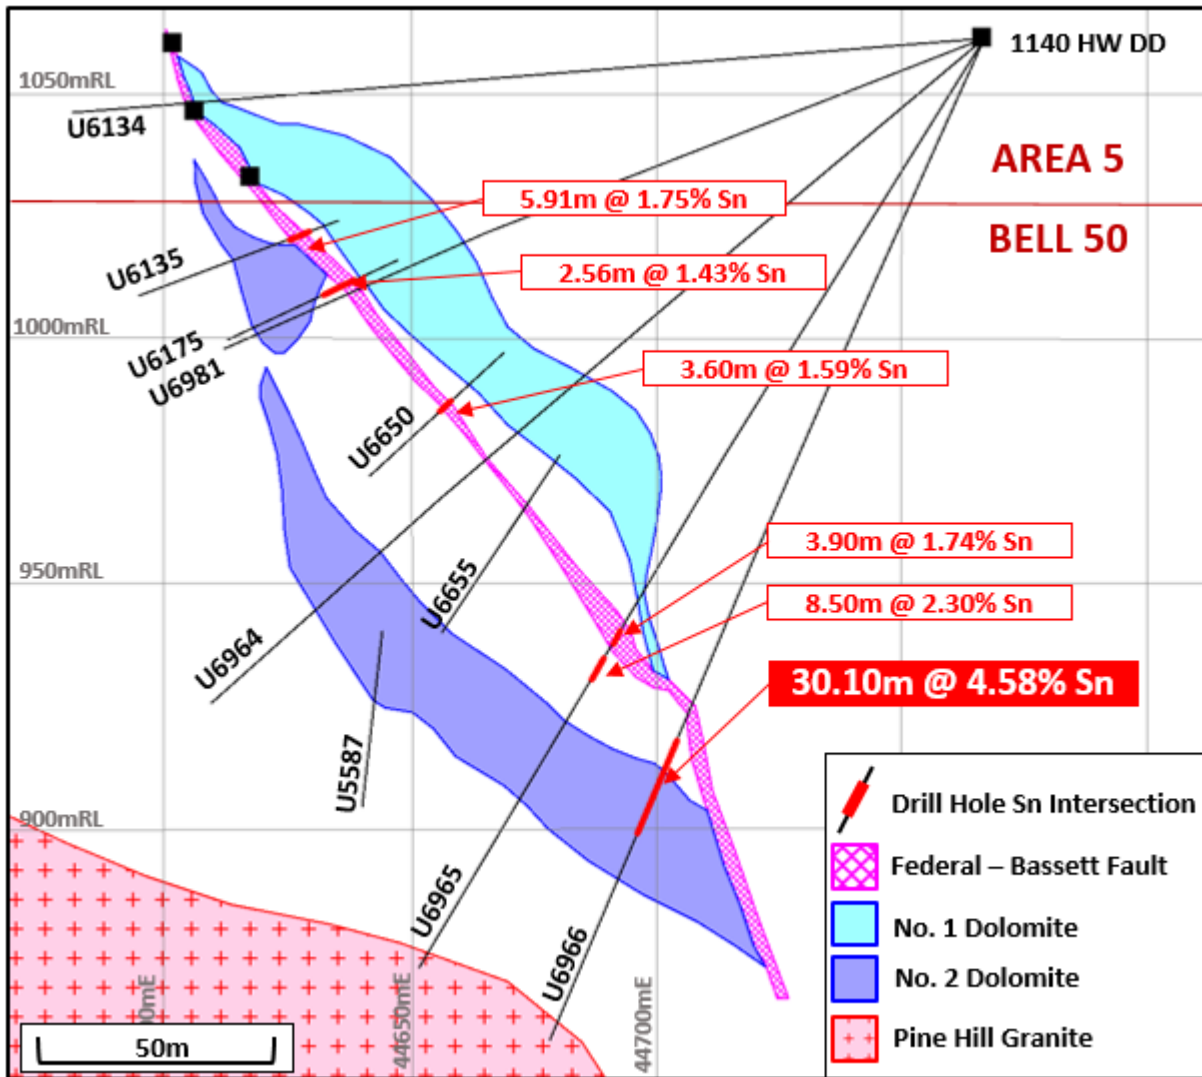 1140 HW DD
1050mRL
U6134
AREA 5
5.91m @ 1.75% Sn
BELL 50
U6135
2.56m @ 1.43% Sn
1000mRL
U6175
U6981
3.60m @ 1.59% Sn
U6650
3.90m @ 1.74% Sn
950mRL
U6655
8.50m @ 2.30% Sn
U6964
30.10m @ 4.58% Sn
U5587
Drill Hole Sn Intersection
900mRL
Federal – Bassett Fault
U6965
No. 1 Dolomite
U6966
No. 2 Dolomite
44650mE
44700mE
50m
Pine Hill Granite